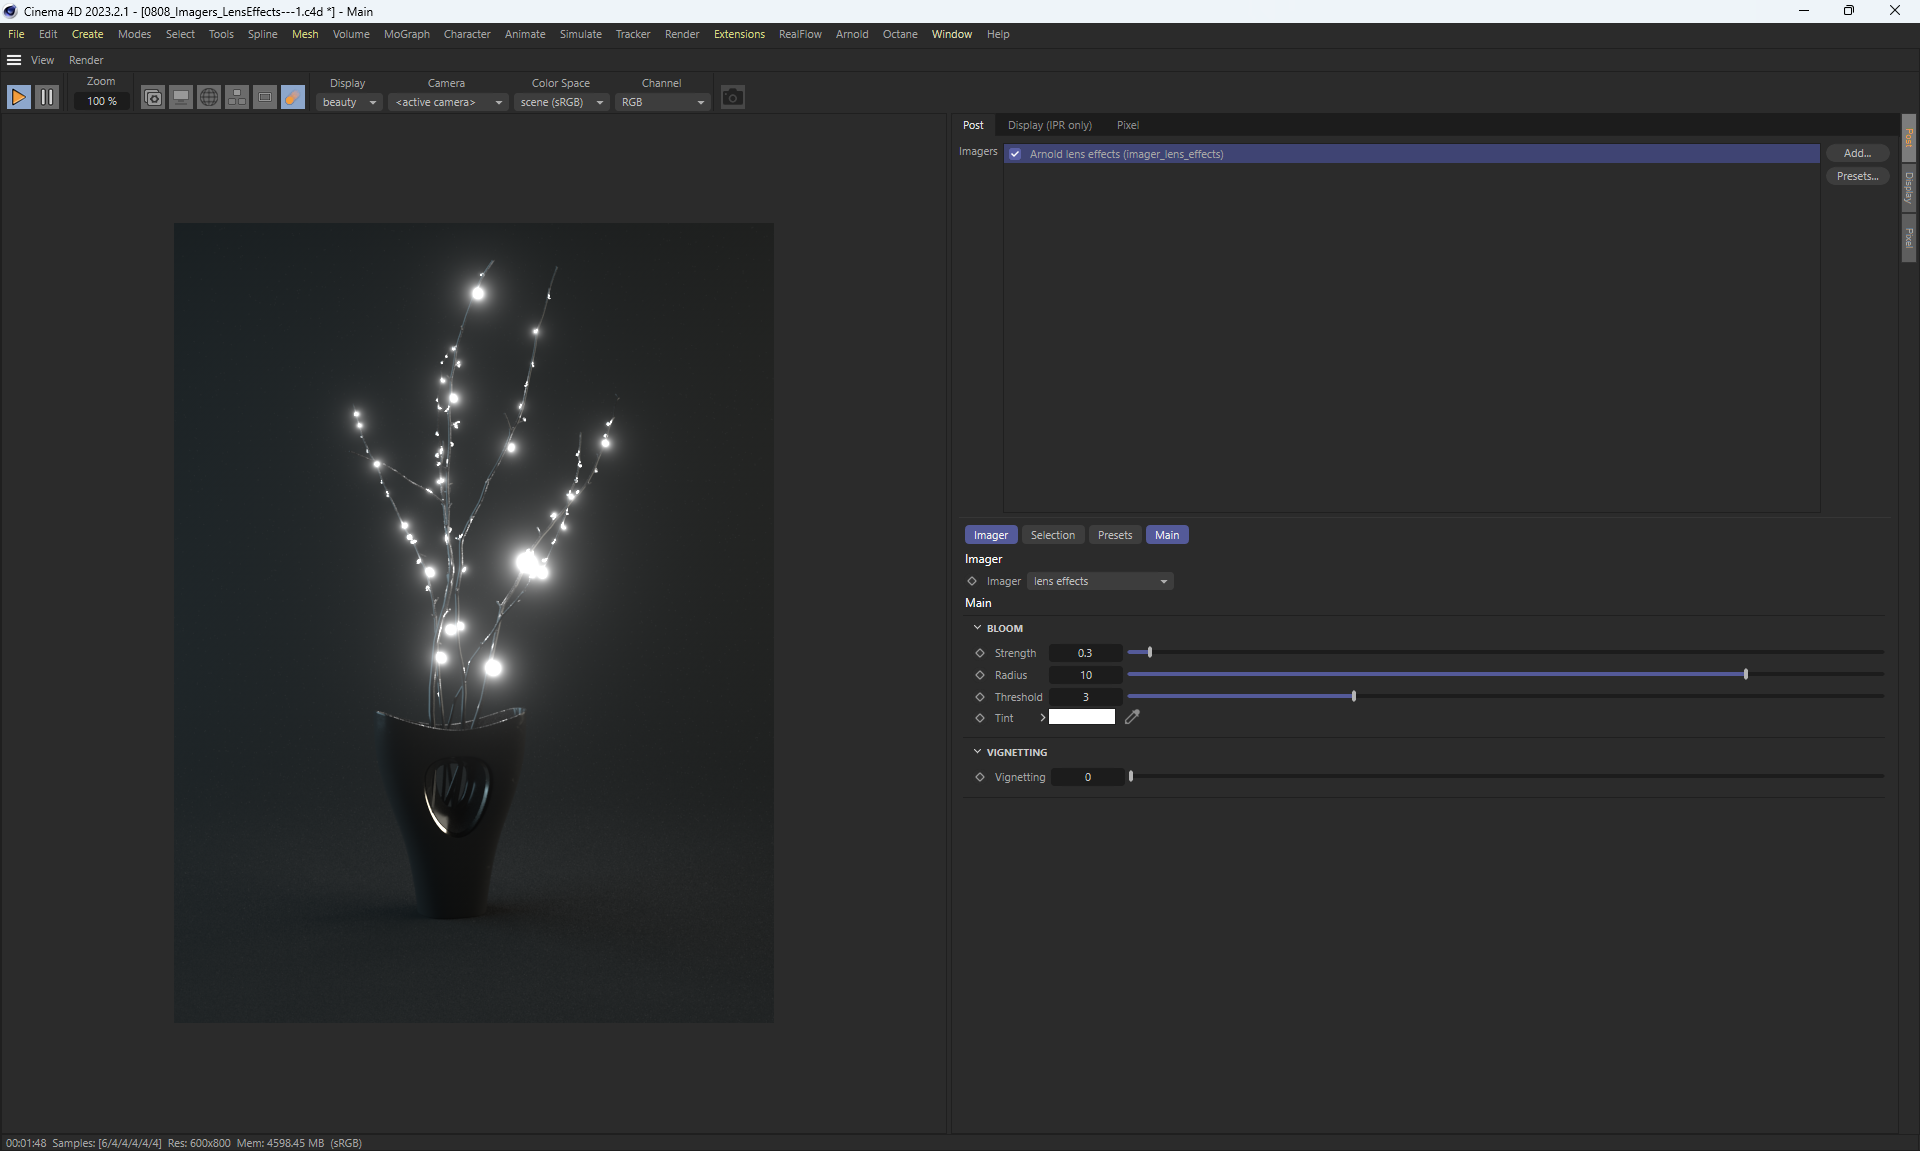 Cinema 4D 2023.2.1 - [0808_Imagers_LensEffects---1.c4d *] - Main
File Edit Create Modes Select Tools Spline Mesh Volume MoGraph Character Animate Simulate Tracker Render Extensions RealFlow Arnold Octane Window Help
View Render
Zoom Display Camera Color Space Channel
100 % beauty <active camera> scene (sRGB) RGB
Post Display (IPR only) Pixel
Imagers Arnold lens effects (imager_lens_effects) Add...
Presets...
Post
Display
Pixel
Imager Selection Presets Main
Imager
Imager lens effects
Main
BLOOM
Strength 0.3
Radius 10
Threshold 3
Tint
VIGNETTING
Vignetting 0
00:01:48 Samples: [6/4/4/4/4/4] Res: 600x800 Mem: 4598.45 MB (sRGB)